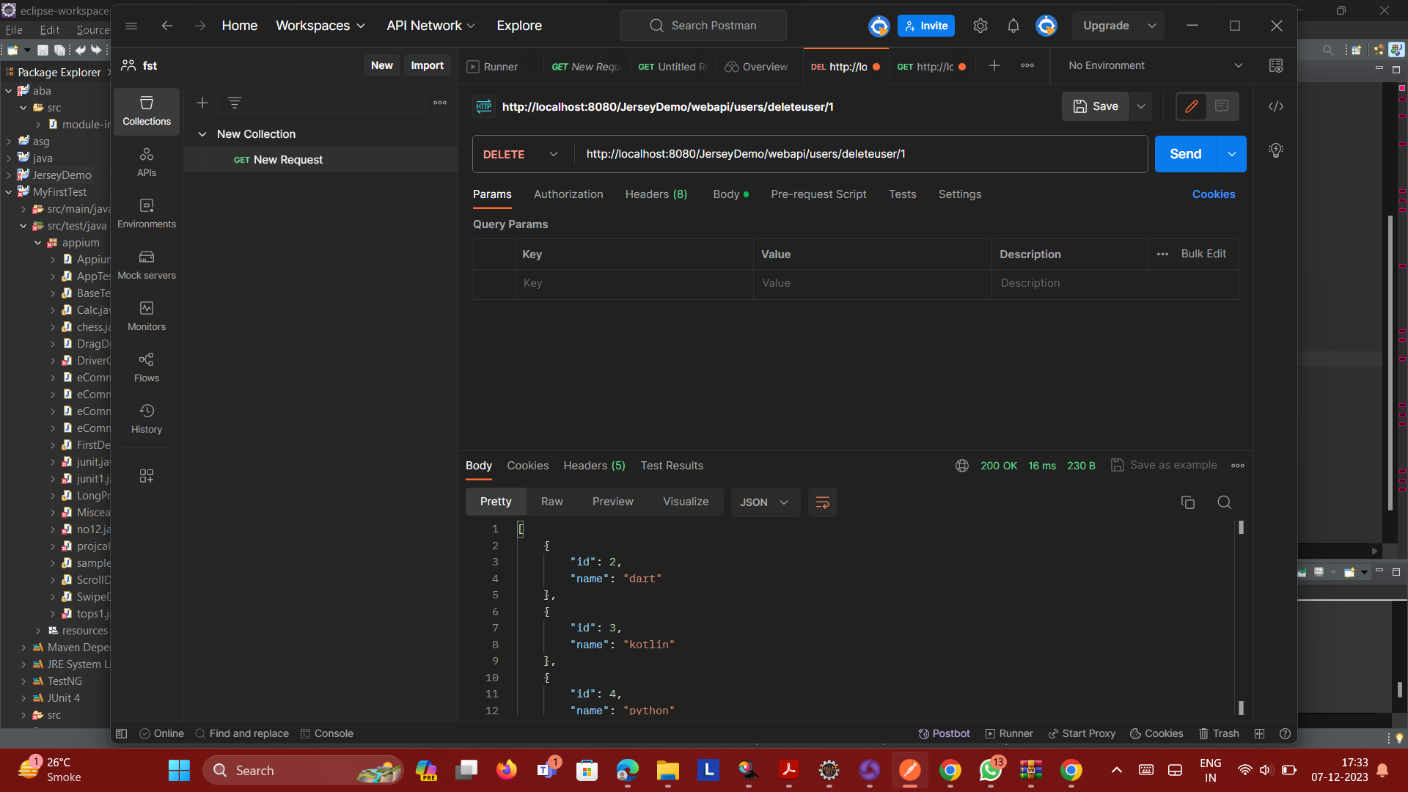 eclipse-workspace
File Edit Source
Package Explorer
aba
src
module-in
asg
java
JerseyDemo
MyFirstTest
src/main/java
src/test/java
appium
Appiun
AppTes
BaseTe
Calc.jav
chess.ja
DragDr
DriverC
eComm
eComm
eComm
eComm
FirstDe
junit.jav
junit1.j
LongPr
Miscea
no12.ja
projcal
sample
ScrollD
SwipeD
tops1.ja
resources
Maven Depe
JRE System L
TestNG
JUnit 4
src
Home Workspaces API Network Explore
Search Postman
Invite
Upgrade
fst
New Import
Runner
GET New Requ
GET Untitled R
Overview
DEL http://lo
GET http://lo
No Environment
Collections
APIs
Environments
Mock servers
Monitors
Flows
History
New Collection
GET New Request
HTTP http://localhost:8080/JerseyDemo/webapi/users/deleteuser/1
Save
DELETE http://localhost:8080/JerseyDemo/webapi/users/deleteuser/1
Send
Params Authorization Headers (8) Body Pre-request Script Tests Settings Cookies
Query Params
Key Value Description Bulk Edit
Key Value Description
Body Cookies Headers (5) Test Results 200 OK 16 ms 230 B Save as example
Pretty Raw Preview Visualize JSON
1 [
2 {
3 "id": 2,
4 "name": "dart"
5 },
6 {
7 "id": 3,
8 "name": "kotlin"
9 },
10 {
11 "id": 4,
12 "name": "python"
Online Find and replace Console Postbot Runner Start Proxy Cookies Trash
1
26°C
Smoke
Search
PRE
1
L
13
ENG
IN
17:33
07-12-2023